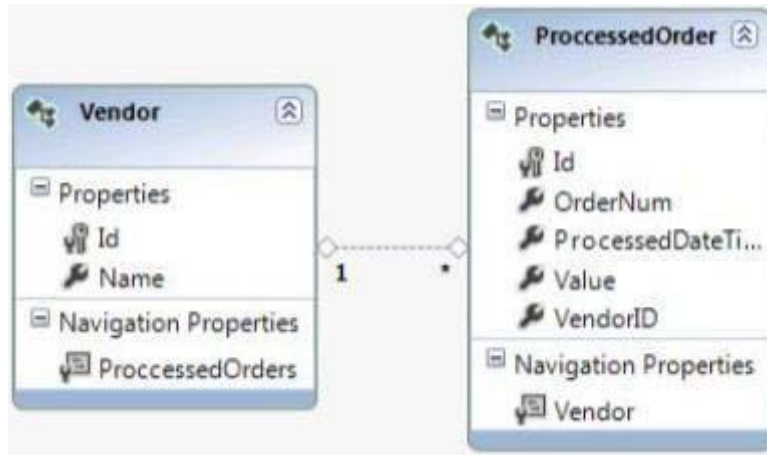 Vendor
Properties
Id
Name
Navigation Properties
ProccessedOrders
1
*
ProccessedOrder
Properties
Id
OrderNum
ProcessedDateTi...
Value
VendorID
Navigation Properties
Vendor